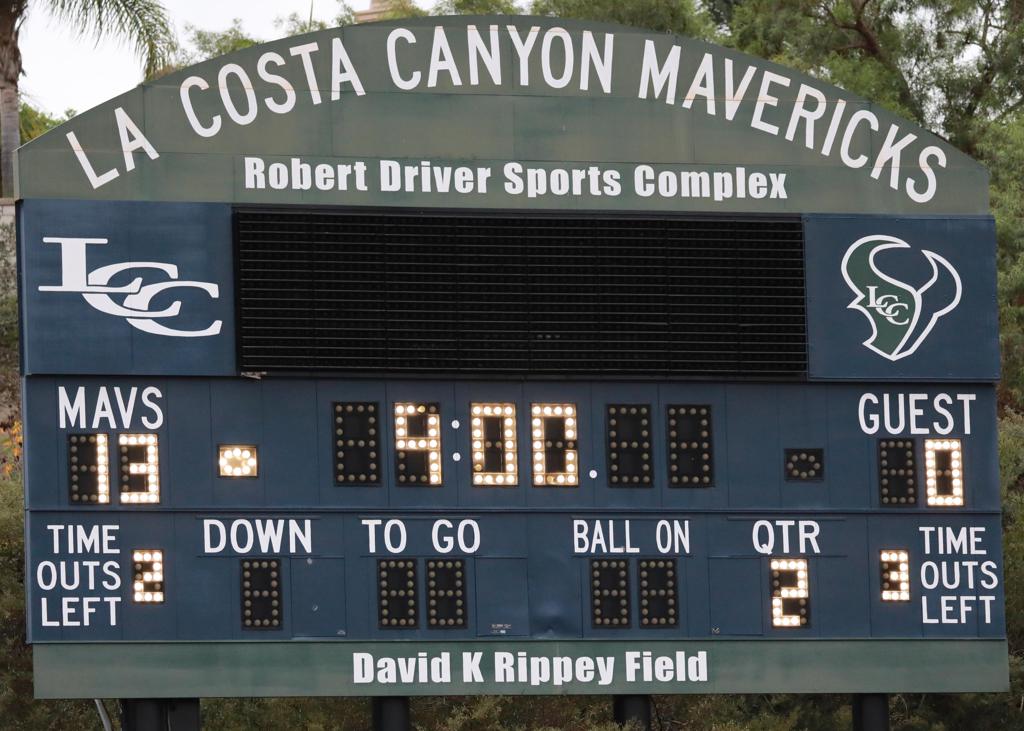 LA COSTA CANYON MAVERICKS
Robert Driver Sports Complex
LCC
LCC
MAVS GUEST
13 4:00. 0
DOWN TO GO BALL ON QTR
TIME OUTS LEFT 2 2 3 TIME OUTS LEFT
David K Rippey Field